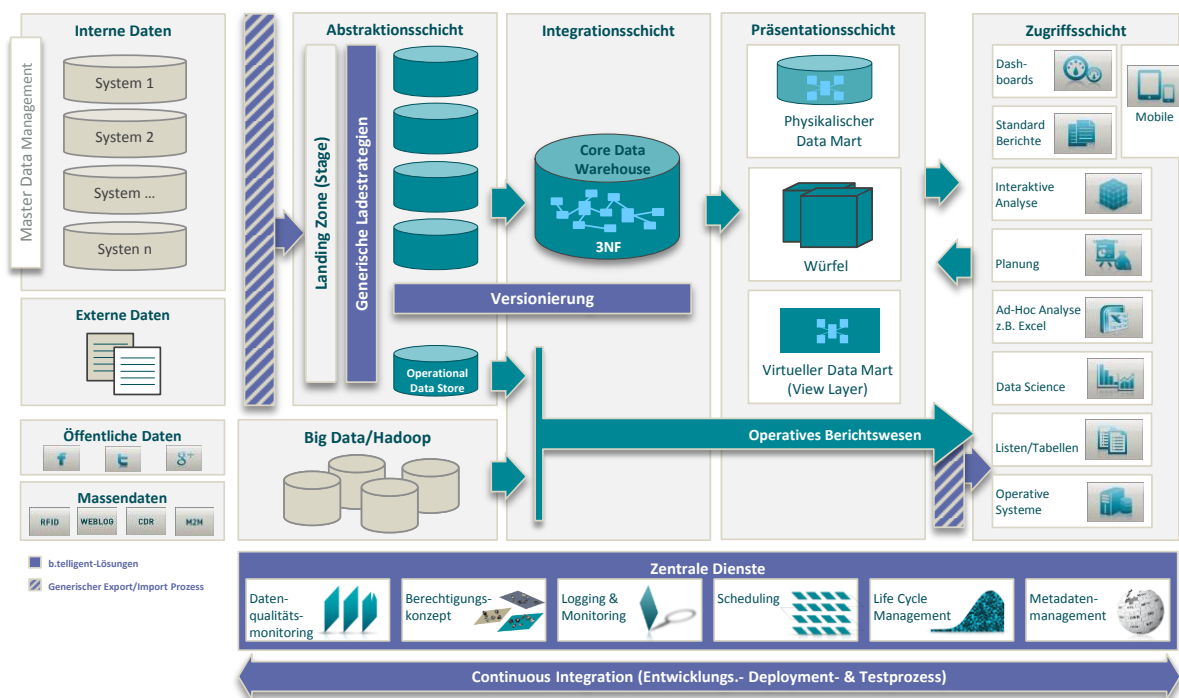 Interne Daten
Master Data Management
System 1
System 2
System ...
Systen n
Externe Daten
Öffentliche Daten
f
t
g+
Massendaten
RFID
WEBLOG
CDR
M2M
b.telligent-Lösungen
Generischer Export/Import Prozess
Abstraktionsschicht
Landing Zone (Stage)
Generische Ladestrategien
Versionierung
Operational
Data Store
Big Data/Hadoop
Integrationsschicht
Core Data
Warehouse
3NF
Präsentationsschicht
Physikalischer
Data Mart
Würfel
Virtueller Data Mart
(View Layer)
Operatives Berichtswesen
Zugriffsschicht
Dash-
boards
Mobile
Standard
Berichte
Interaktive
Analyse
Planung
Ad-Hoc Analyse
z.B. Excel
Data Science
Listen/Tabellen
Operative
Systeme
Zentrale Dienste
Daten-
qualitäts-
monitoring
Berechtigungs-
konzept
Logging &
Monitoring
Scheduling
Life Cycle
Management
Metadaten-
management
Continuous Integration (Entwicklungs.- Deployment- & Testprozess)